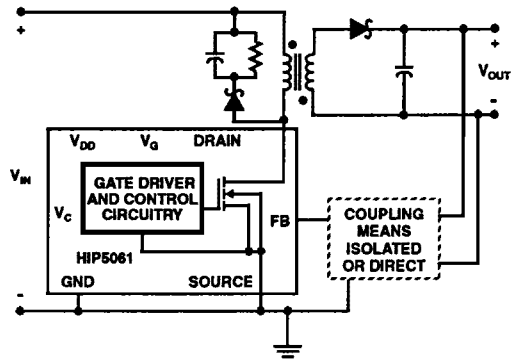 +
+
VOUT
-
VDD VG DRAIN
VIN
GATE DRIVER
AND CONTROL
CIRCUITRY
VC
FB
COUPLING
MEANS
ISOLATED
OR DIRECT
HIP5061
GND SOURCE
-